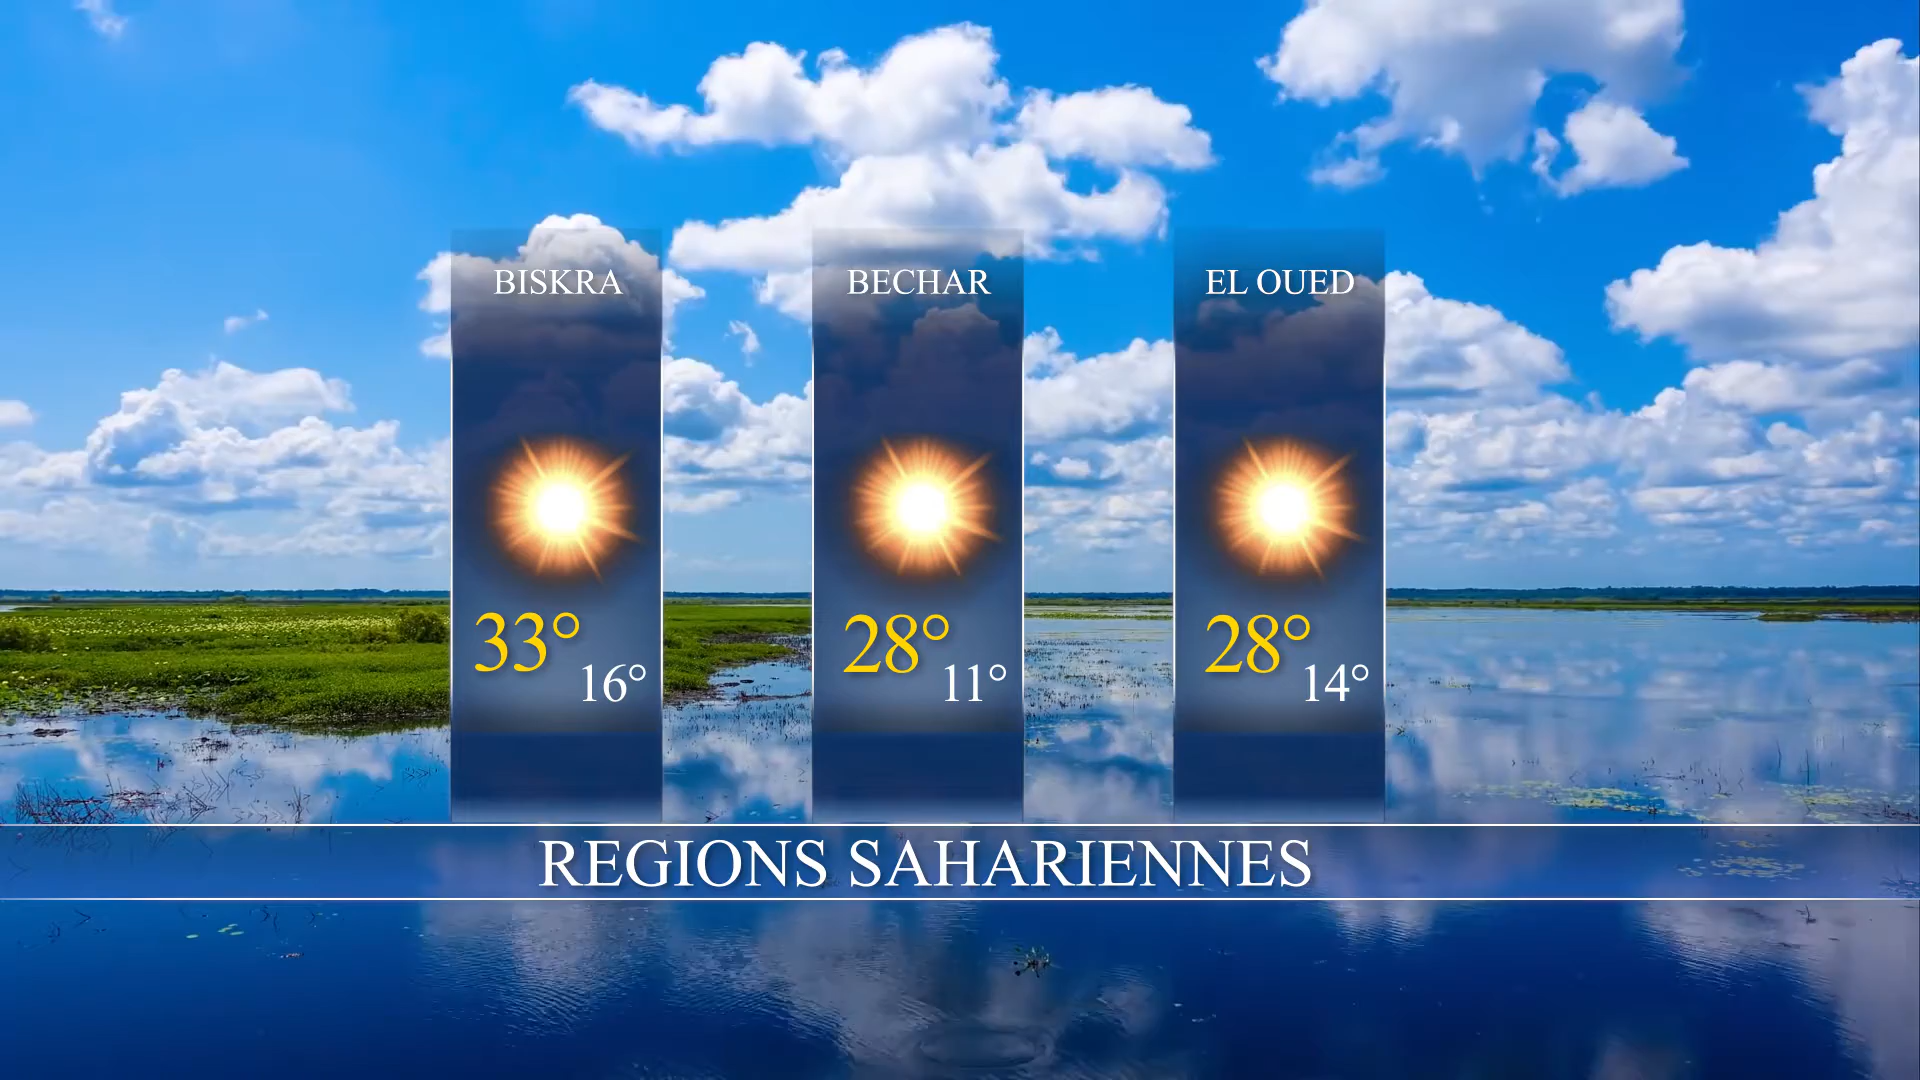 BISKRA
33°
16°
BECHAR
28°
11°
EL OUED
28°
14°
REGIONS SAHARIENNES